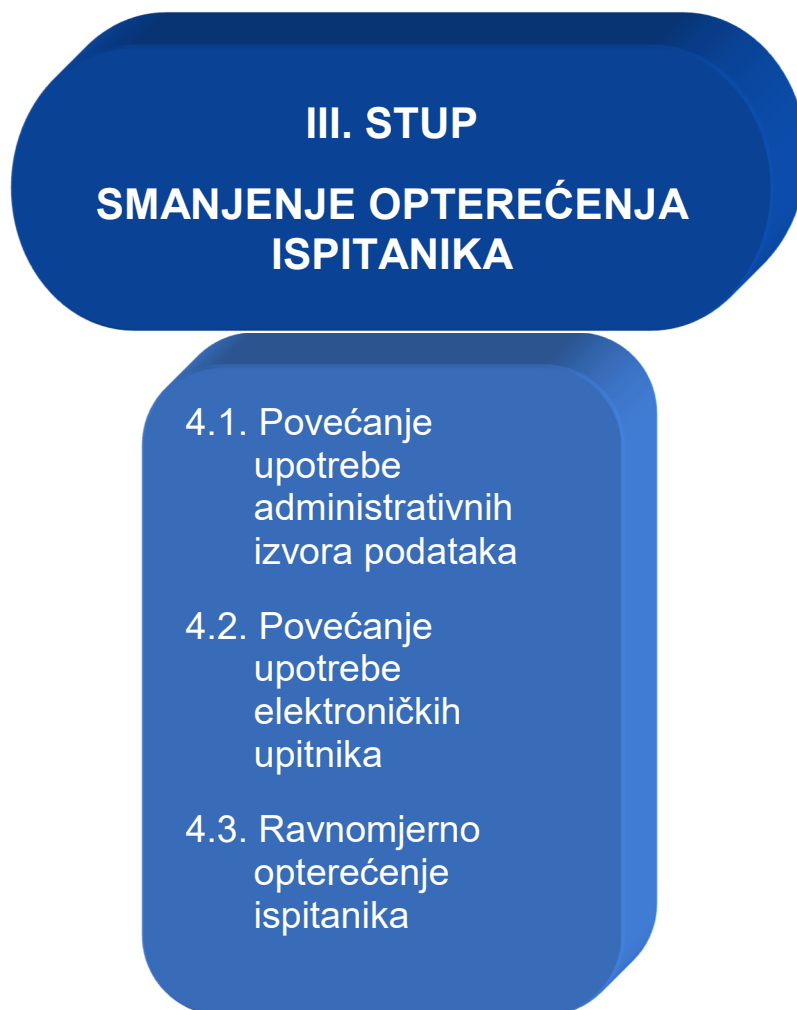 III. STUP
SMANJENJE OPTEREĆENJA
ISPITANIKA
4.1. Povećanje
upotrebe
administrativnih
izvora podataka
4.2. Povećanje
upotrebe
elektroničkih
upitnika
4.3. Ravnomjerno
opterećenje
ispitanika